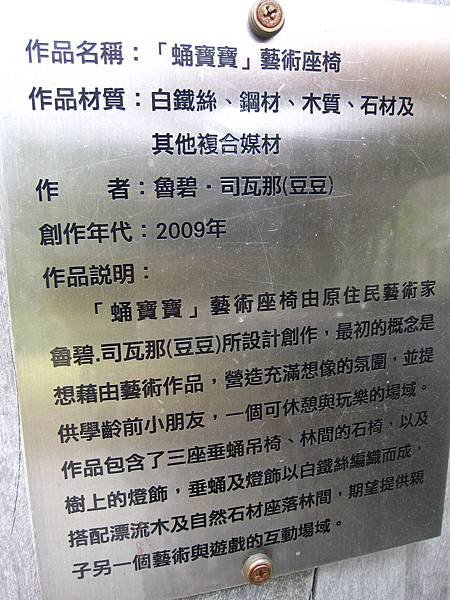 作品名稱：「蛹寶寶」藝術座椅
作品材質：白鐵絲、鋼材、木質、石材及
其他複合媒材
作　　者：魯碧．司瓦那(豆豆)
創作年代：2009年
作品説明：
「蛹寶寶」藝術座椅由原住民藝術家
魯碧.司瓦那(豆豆)所設計創作，最初的概念是
想藉由藝術作品，營造充滿想像的氛圍，並提
供學齡前小朋友，一個可休憩與玩樂的場域。
作品包含了三座垂蛹吊椅、林間的石椅，以及
樹上的燈飾，垂蛹及燈飾以白鐵絲編織而成，
搭配漂流木及自然石材座落林間，期望提供親
子另一個藝術與遊戲的互動場域。